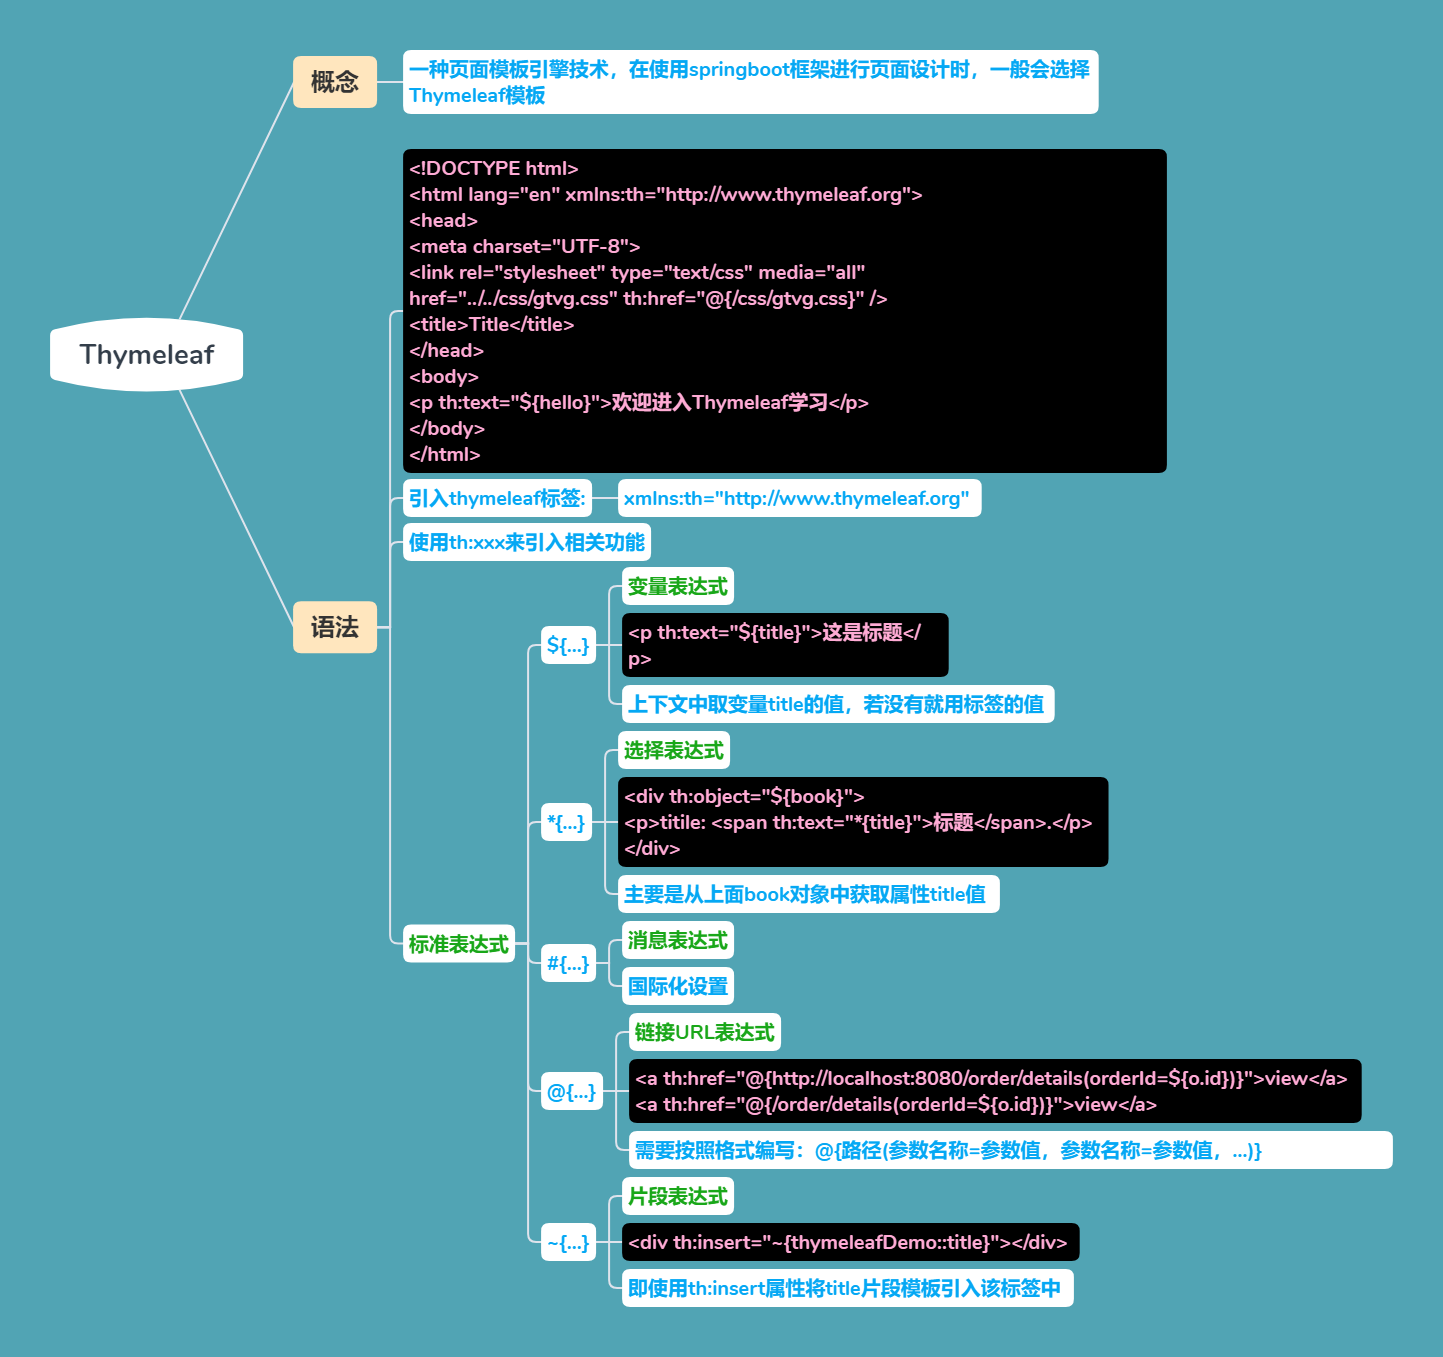 Thymeleaf
概念
一种页面模板引擎技术，在使用springboot框架进行页面设计时，一般会选择
Thymeleaf模板
语法
<!DOCTYPE html>
<html lang="en" xmlns:th="http://www.thymeleaf.org">
<head>
<meta charset="UTF-8">
<link rel="stylesheet" type="text/css" media="all"
href="../../css/gtvg.css" th:href="@{/css/gtvg.css}" />
<title>Title</title>
</head>
<body>
<p th:text="${hello}">欢迎进入Thymeleaf学习</p>
</body>
</html>
引入thymeleaf标签:
xmlns:th="http://www.thymeleaf.org"
使用th:xxx来引入相关功能
标准表达式
${...}
变量表达式
<p th:text="${title}">这是标题</
p>
上下文中取变量title的值，若没有就用标签的值
*{...}
选择表达式
<div th:object="${book}">
<p>titile: <span th:text="*{title}">标题</span>.</p>
</div>
主要是从上面book对象中获取属性title值
#{...}
消息表达式
国际化设置
@{...}
链接URL表达式
<a th:href="@{http://localhost:8080/order/details(orderId=${o.id})}">view</a>
<a th:href="@{/order/details(orderId=${o.id})}">view</a>
需要按照格式编写：@{路径(参数名称=参数值，参数名称=参数值，...)}
~{...}
片段表达式
<div th:insert="~{thymeleafDemo::title}"></div>
即使用th:insert属性将title片段模板引入该标签中